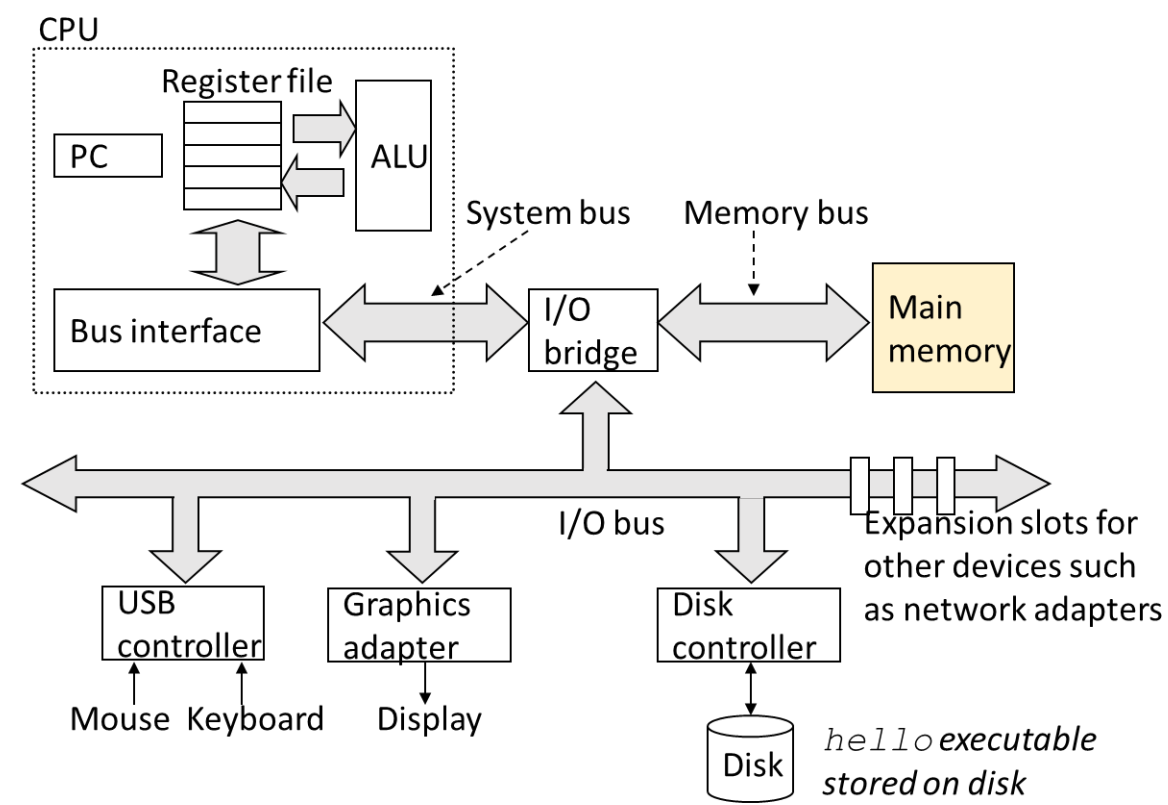 CPU
Register file
PC
ALU
System bus
Memory bus
Bus interface
I/O
bridge
Main
memory
I/O bus
Expansion slots for
other devices such
as network adapters
USB
controller
Graphics
adapter
Disk
controller
Mouse
Keyboard
Display
Disk
hello executable
stored on disk